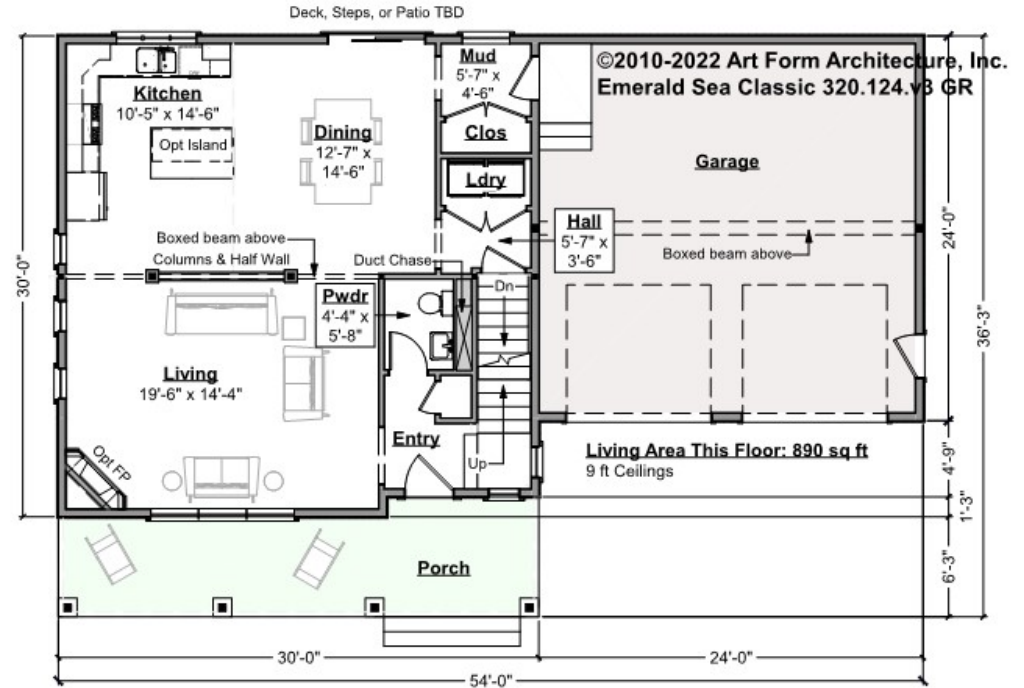 Deck, Steps, or Patio TBD
©2010-2022 Art Form Architecture, Inc.
Emerald Sea Classic 320.124.v3 GR
Kitchen
10'-5" x 14'-6"
Opt Island
Dining
12'-7" x
14'-6"
Mud
5'-7" x
4'-6"
Clos
Ldry
Hall
5'-7" x
3'-6"
Garage
Boxed beam above
24'-0"
Boxed beam above
Columns & Half Wall
Duct Chase
30'-0"
Pwdr
4'-4" x
5'-8"
Dn
36'-3"
Living
19'-6" x 14'-4"
Entry
Up
Opt FP
Living Area This Floor: 890 sq ft
9 ft Ceilings
4'-9"
1'-3"
6'-3"
Porch
30'-0"
24'-0"
54'-0"